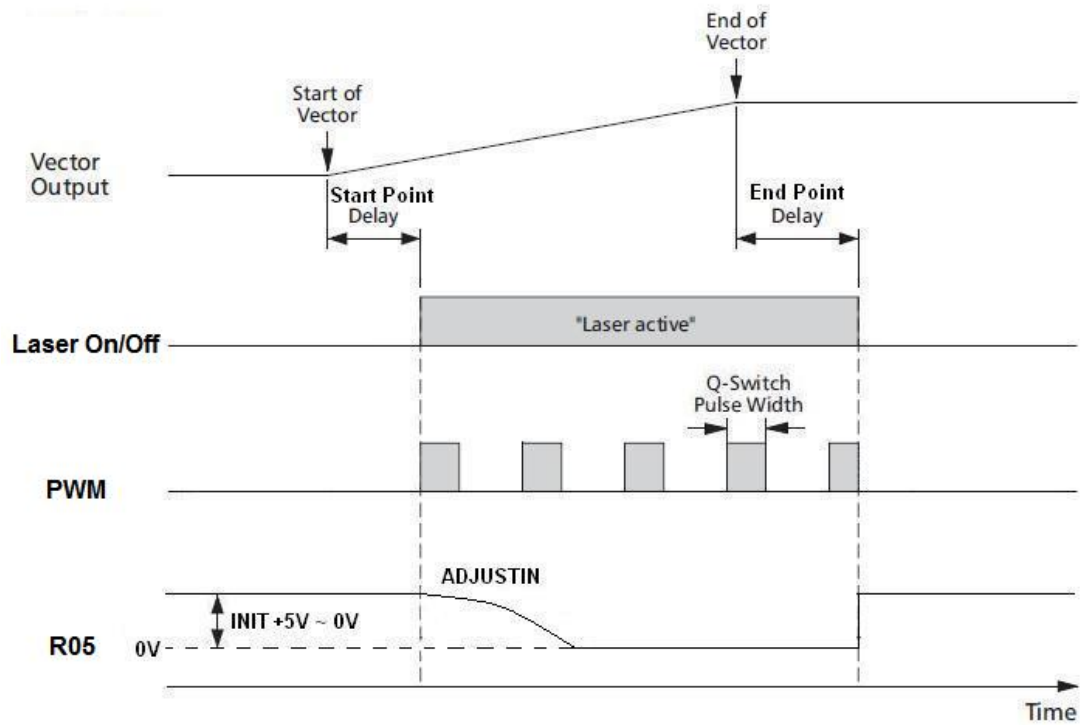 End of
Vector
Start of
Vector
Vector
Output
Start Point
Delay
End Point
Delay
"Laser active"
Laser On/Off
Q-Switch
Pulse Width
PWM
ADJUSTIN
INIT +5V ~ 0V
R05
0V
Time